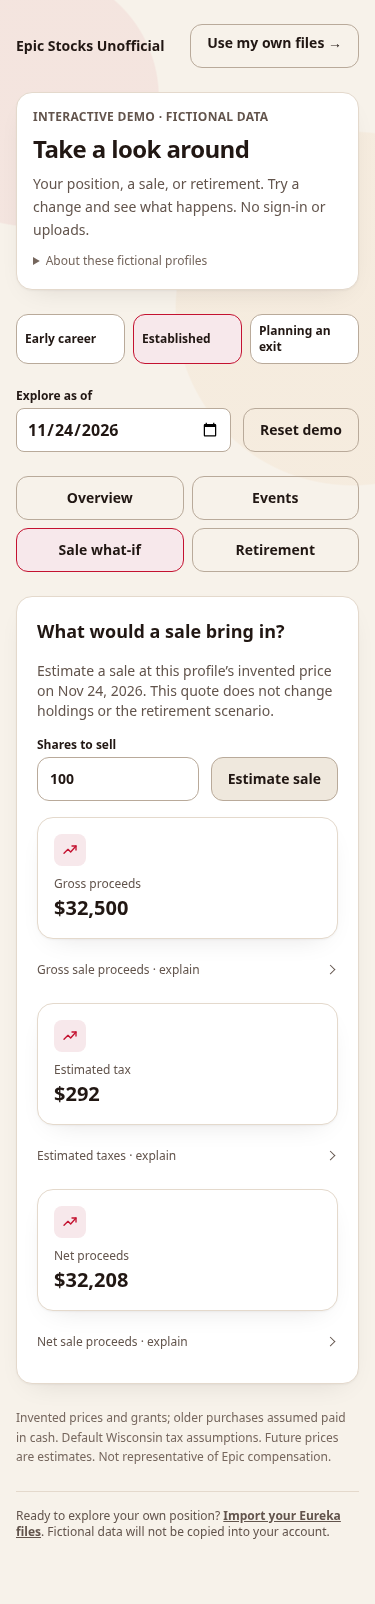 Epic Stocks Unofficial
Use my own files →
INTERACTIVE DEMO · FICTIONAL DATA
Take a look around
Your position, a sale, or retirement. Try a
change and see what happens. No sign-in or
uploads.
About these fictional profiles
Early career
Established
Planning an
exit
Explore as of
11/24/2026
Reset demo
Overview
Events
Sale what-if
Retirement
What would a sale bring in?
Estimate a sale at this profile’s invented price
on Nov 24, 2026. This quote does not change
holdings or the retirement scenario.
Shares to sell
100
Estimate sale
Gross proceeds
$32,500
Gross sale proceeds · explain
Estimated tax
$292
Estimated taxes · explain
Net proceeds
$32,208
Net sale proceeds · explain
Invented prices and grants; older purchases assumed paid
in cash. Default Wisconsin tax assumptions. Future prices
are estimates. Not representative of Epic compensation.
Ready to explore your own position? Import your Eureka
files. Fictional data will not be copied into your account.